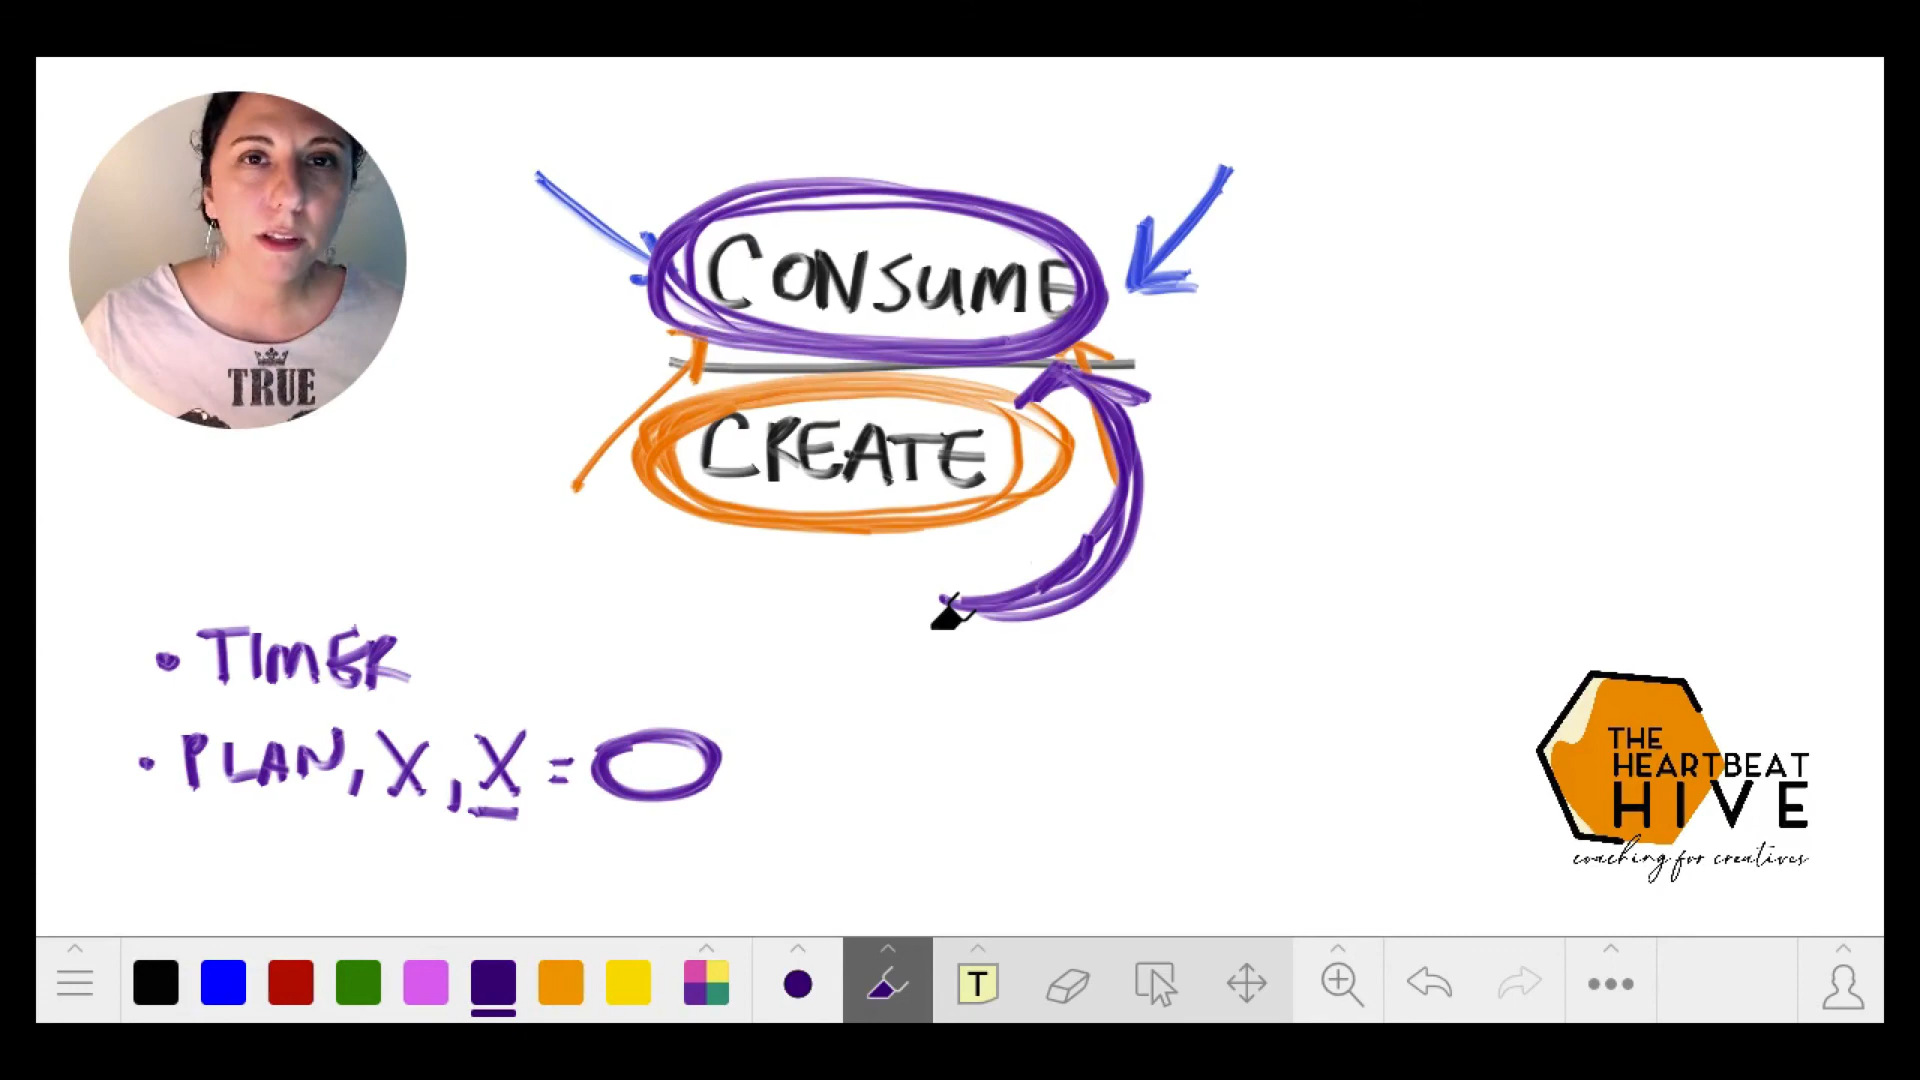 TRUE
CONSUME
CREATE
• TIMER
• PLAN, X, X =
THE
HEARTBEAT
HIVE
coaching for creatives
T